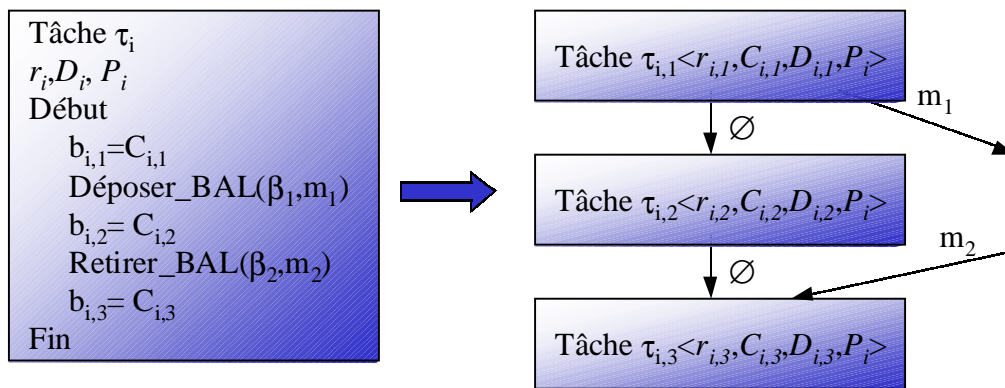 Tâche τi
ri,Di, Pi
Début
bi,1=Ci,1
Déposer_BAL(β1,m1)
bi,2= Ci,2
Retirer_BAL(β2,m2)
bi,3= Ci,3
Fin
Tâche τi,1<ri,1,Ci,1,Di,1,Pi>
m1
∅
Tâche τi,2<ri,2,Ci,2,Di,2,Pi>
m2
∅
Tâche τi,3<ri,3,Ci,3,Di,3,Pi>